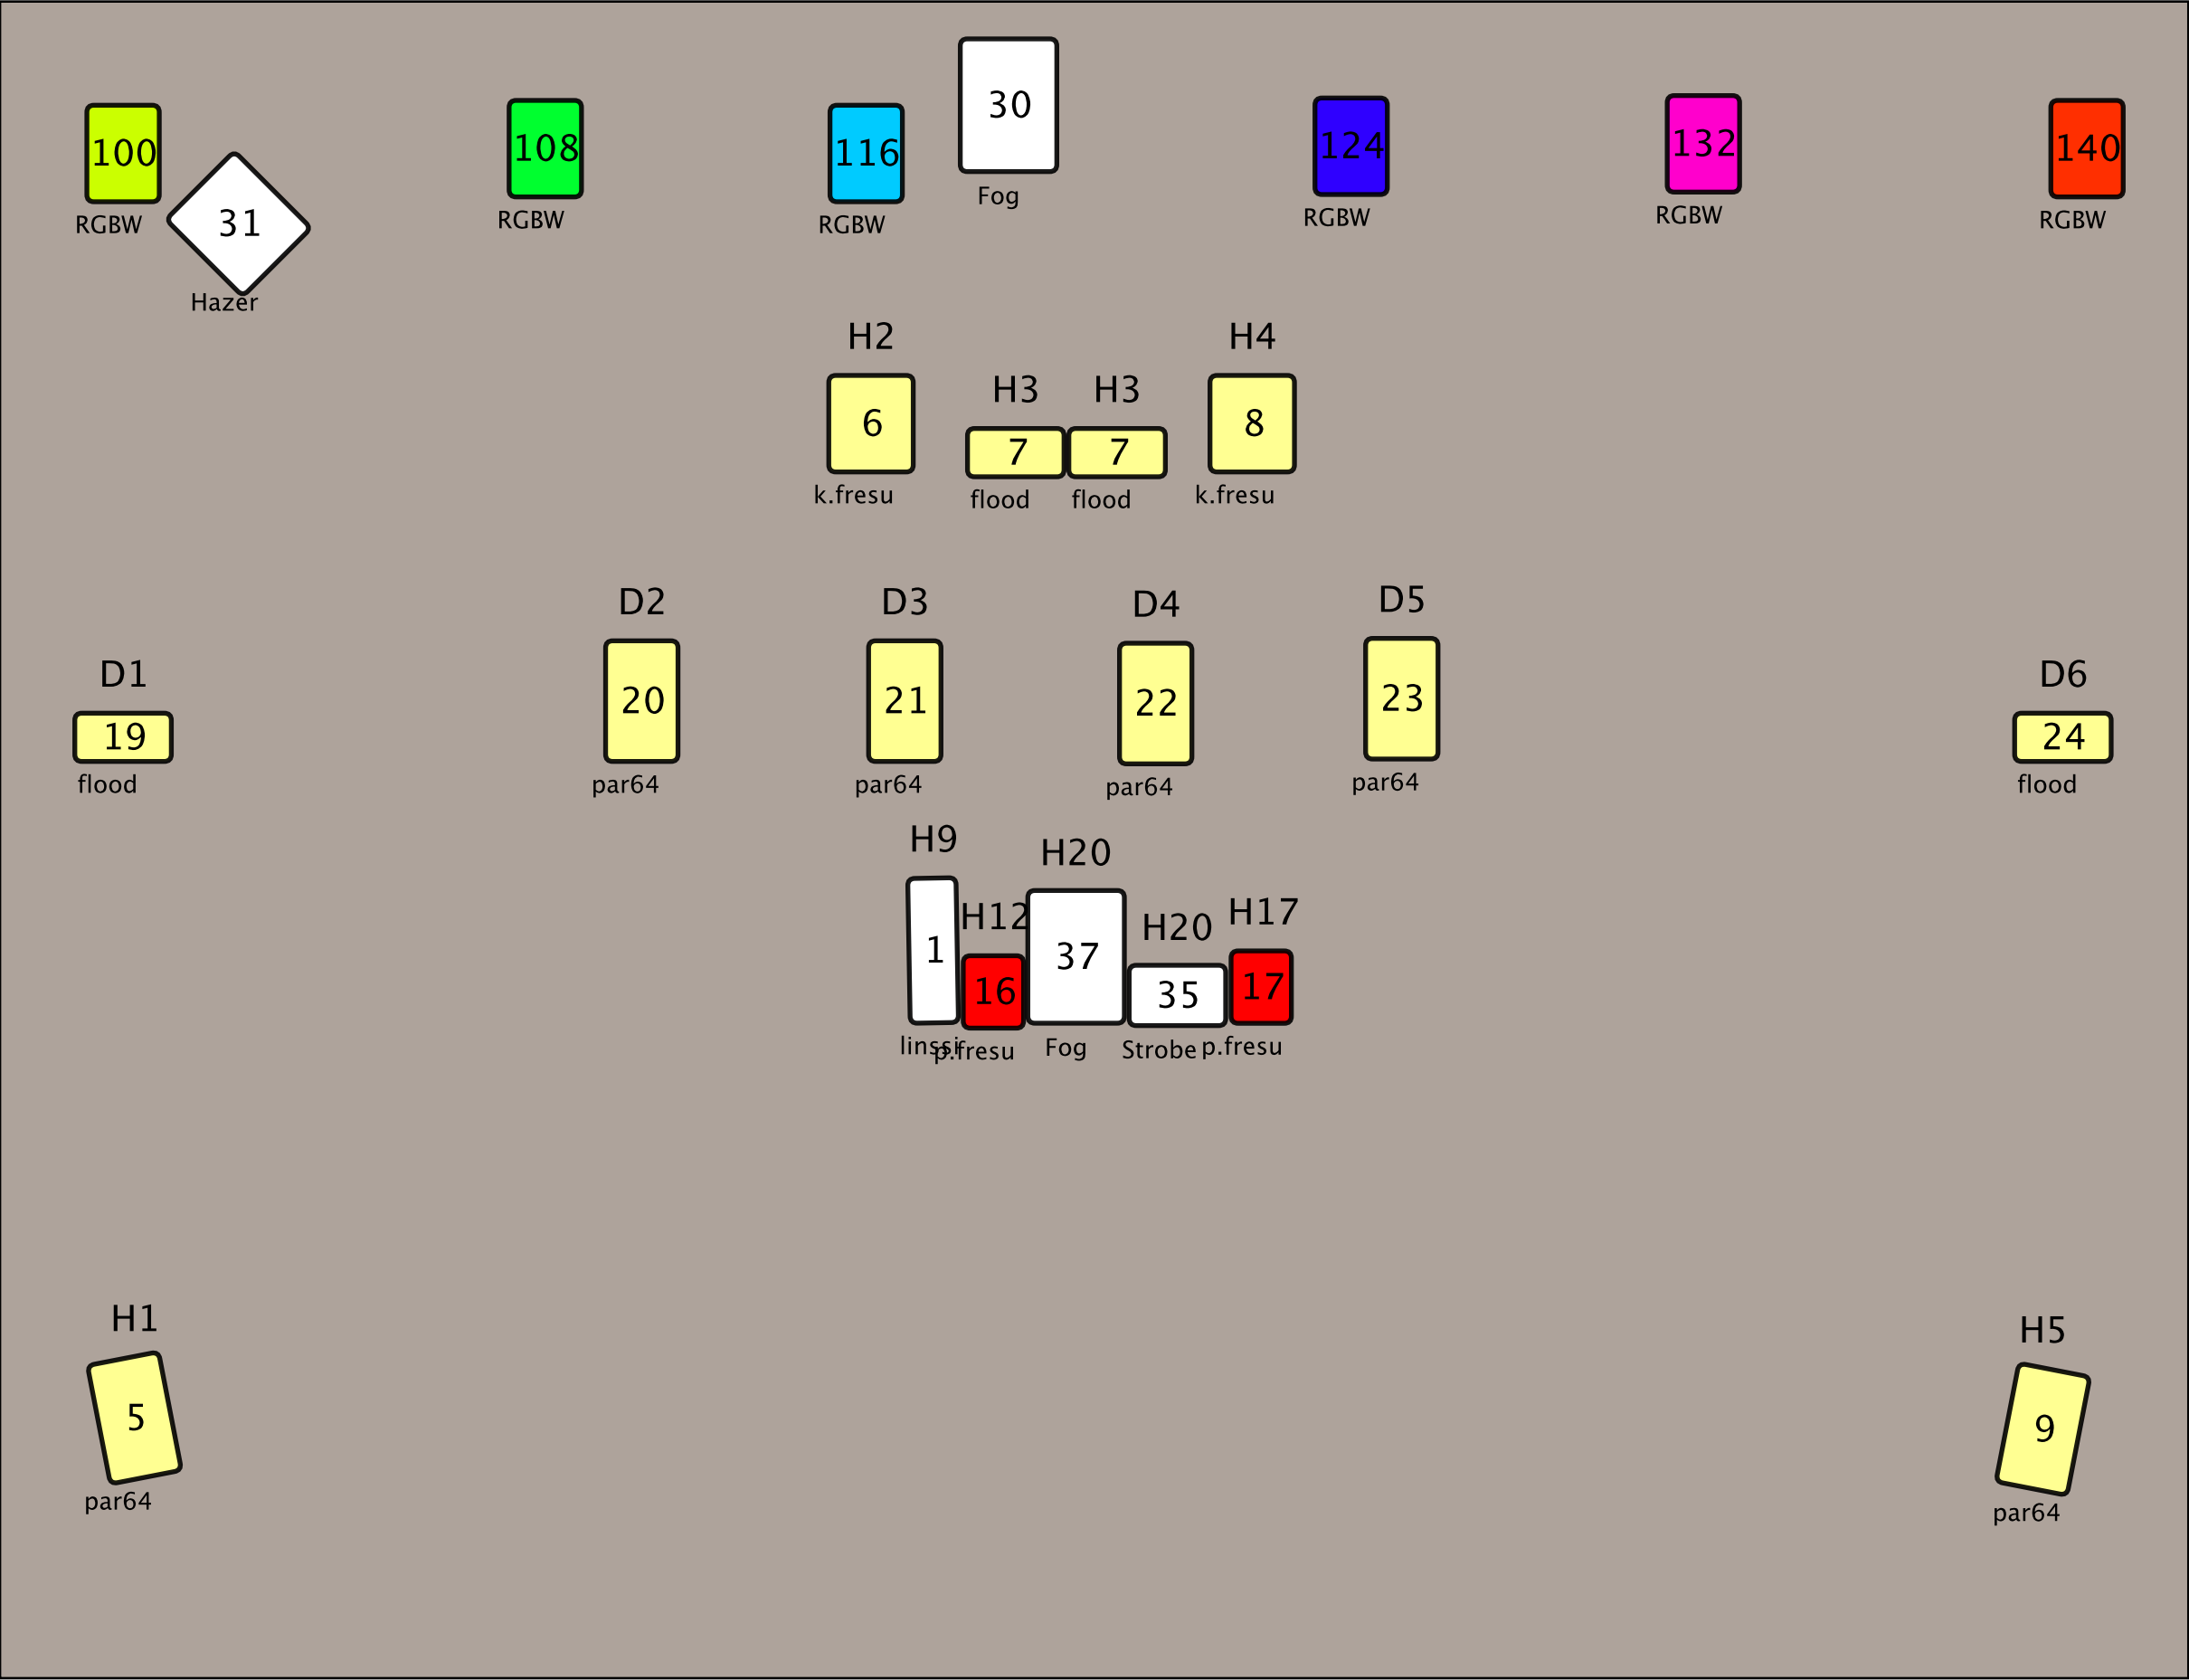 30
100
108
116
124
132
140
Fog
RGBW
RGBW
RGBW
RGBW
RGBW
RGBW
31
Hazer
H2
H4
H3
H3
6
7
7
8
k.fresu
flood
flood
k.fresu
D2
D3
D4
D5
D1
D6
20
21
22
23
19
24
flood
par64
par64
par64
par64
flood
H9
H20
H12
H20
H17
1
16
37
35
17
linssi
p.fresu
Fog
Strobe
p.fresu
H1
H5
5
9
par64
par64